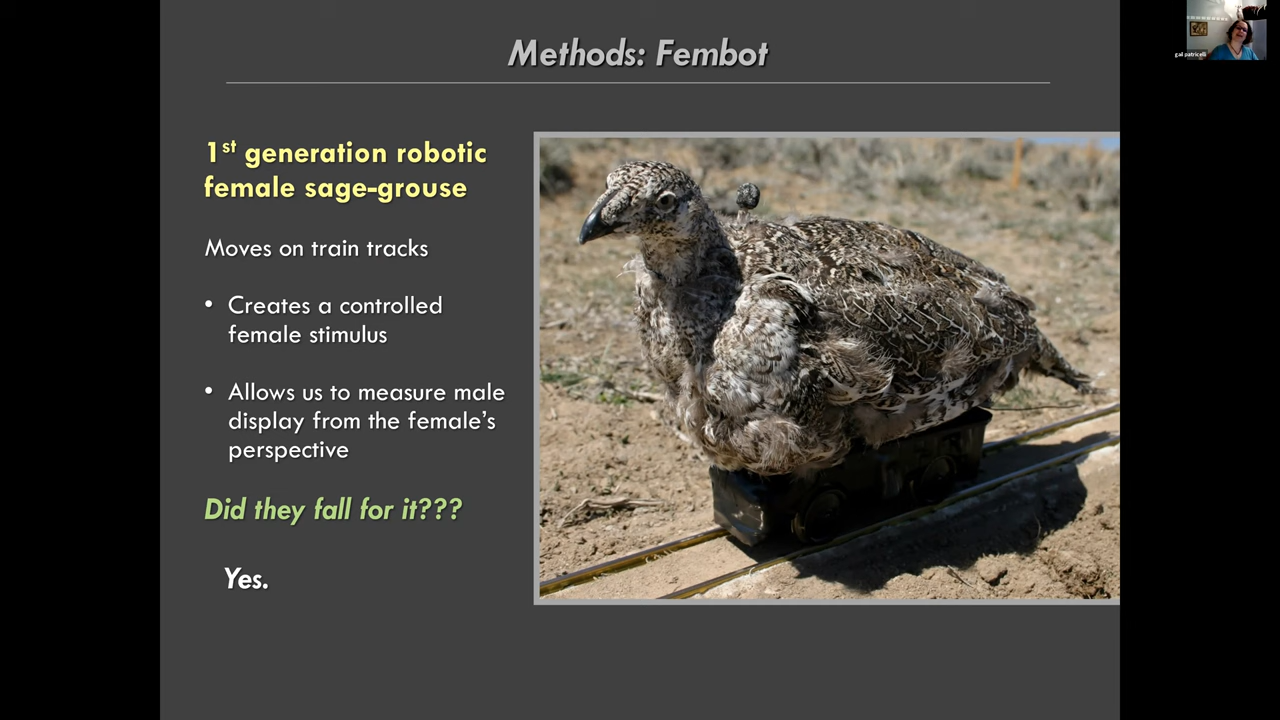 Methods: Fembot
gail patricelli
1st generation robotic
female sage-grouse
Moves on train tracks
• Creates a controlled
female stimulus
• Allows us to measure male
display from the female’s
perspective
Did they fall for it???
Yes.